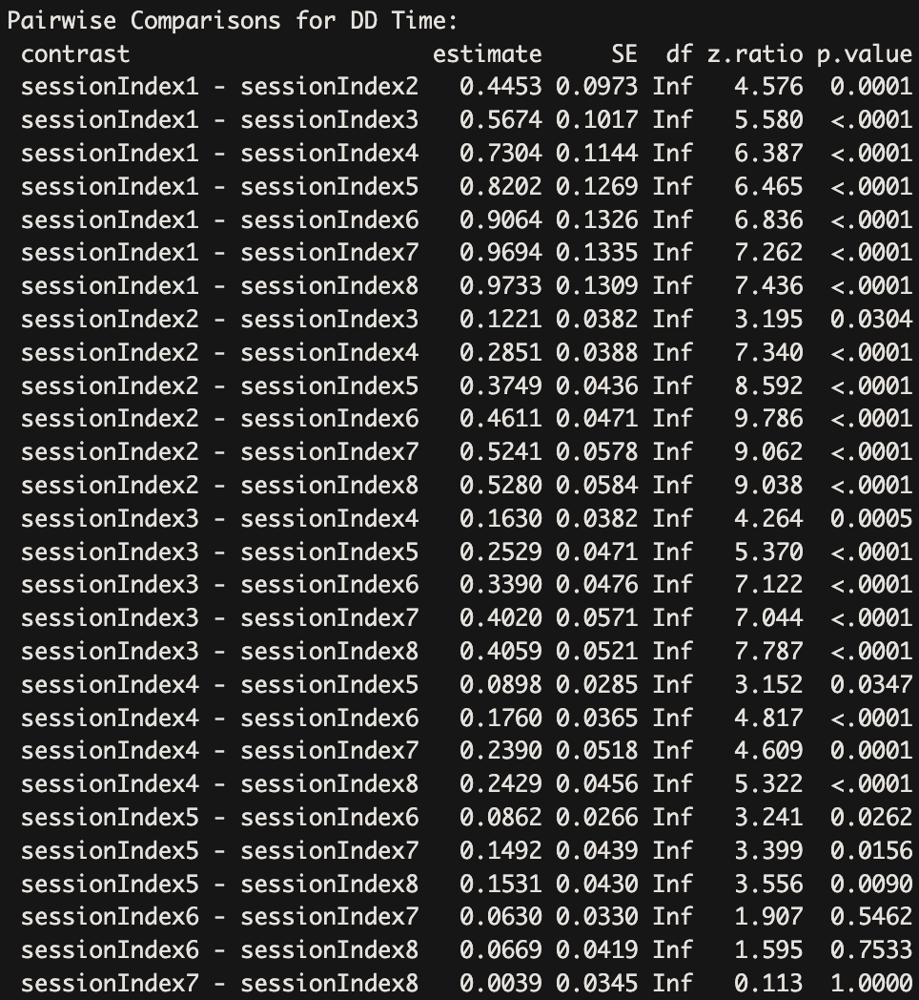 Pairwise Comparisons for DD Time:
contrast estimate SE df z.ratio p.value
sessionIndex1 - sessionIndex2 0.4453 0.0973 Inf 4.576 0.0001
sessionIndex1 - sessionIndex3 0.5674 0.1017 Inf 5.580 <.0001
sessionIndex1 - sessionIndex4 0.7304 0.1144 Inf 6.387 <.0001
sessionIndex1 - sessionIndex5 0.8202 0.1269 Inf 6.465 <.0001
sessionIndex1 - sessionIndex6 0.9064 0.1326 Inf 6.836 <.0001
sessionIndex1 - sessionIndex7 0.9694 0.1335 Inf 7.262 <.0001
sessionIndex1 - sessionIndex8 0.9733 0.1309 Inf 7.436 <.0001
sessionIndex2 - sessionIndex3 0.1221 0.0382 Inf 3.195 0.0304
sessionIndex2 - sessionIndex4 0.2851 0.0388 Inf 7.340 <.0001
sessionIndex2 - sessionIndex5 0.3749 0.0436 Inf 8.592 <.0001
sessionIndex2 - sessionIndex6 0.4611 0.0471 Inf 9.786 <.0001
sessionIndex2 - sessionIndex7 0.5241 0.0578 Inf 9.062 <.0001
sessionIndex2 - sessionIndex8 0.5280 0.0584 Inf 9.038 <.0001
sessionIndex3 - sessionIndex4 0.1630 0.0382 Inf 4.264 0.0005
sessionIndex3 - sessionIndex5 0.2529 0.0471 Inf 5.370 <.0001
sessionIndex3 - sessionIndex6 0.3390 0.0476 Inf 7.122 <.0001
sessionIndex3 - sessionIndex7 0.4020 0.0571 Inf 7.044 <.0001
sessionIndex3 - sessionIndex8 0.4059 0.0521 Inf 7.787 <.0001
sessionIndex4 - sessionIndex5 0.0898 0.0285 Inf 3.152 0.0347
sessionIndex4 - sessionIndex6 0.1760 0.0365 Inf 4.817 <.0001
sessionIndex4 - sessionIndex7 0.2390 0.0518 Inf 4.609 0.0001
sessionIndex4 - sessionIndex8 0.2429 0.0456 Inf 5.322 <.0001
sessionIndex5 - sessionIndex6 0.0862 0.0266 Inf 3.241 0.0262
sessionIndex5 - sessionIndex7 0.1492 0.0439 Inf 3.399 0.0156
sessionIndex5 - sessionIndex8 0.1531 0.0430 Inf 3.556 0.0090
sessionIndex6 - sessionIndex7 0.0630 0.0330 Inf 1.907 0.5462
sessionIndex6 - sessionIndex8 0.0669 0.0419 Inf 1.595 0.7533
sessionIndex7 - sessionIndex8 0.0039 0.0345 Inf 0.113 1.0000